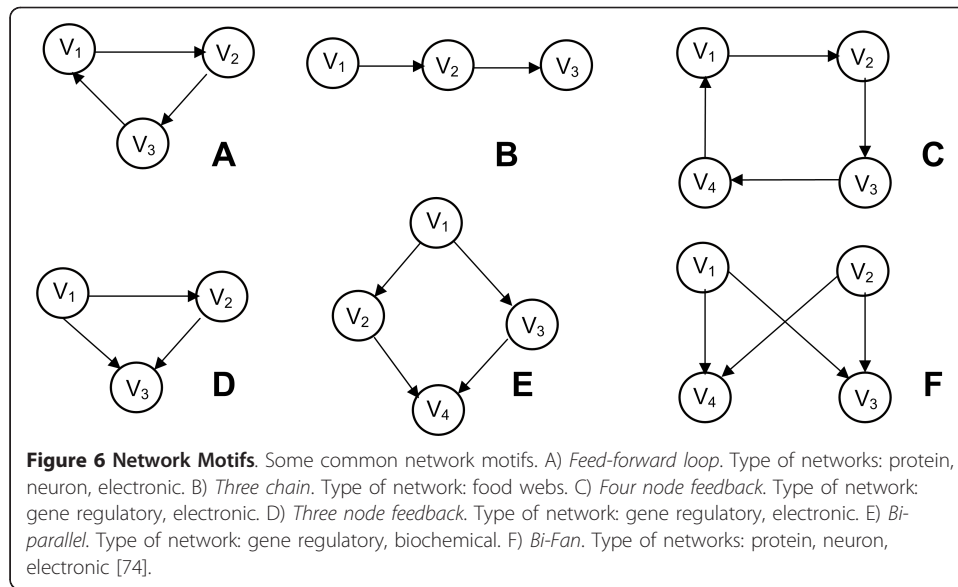 V1 V2 V3 A
V1 V2 V3 B
V1 V2 V4 V3 C
V1 V2 V3 D
V1 V2 V3 V4 E
V1 V2 V4 V3 F
Figure 6 Network Motifs. Some common network motifs. A) Feed-forward loop. Type of networks: protein,
neuron, electronic. B) Three chain. Type of network: food webs. C) Four node feedback. Type of network:
gene regulatory, electronic. D) Three node feedback. Type of network: gene regulatory, electronic. E) Bi-
parallel. Type of network: gene regulatory, biochemical. F) Bi-Fan. Type of networks: protein, neuron,
electronic [74].